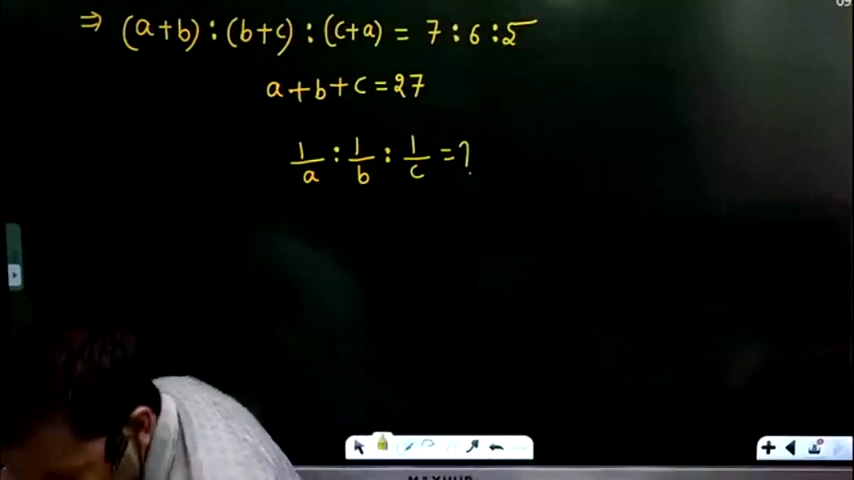 ⇒ (a+b) : (b+c) : (c+a) = 7 : 6 : 5
a + b + c = 27
1/a : 1/b : 1/c = ?